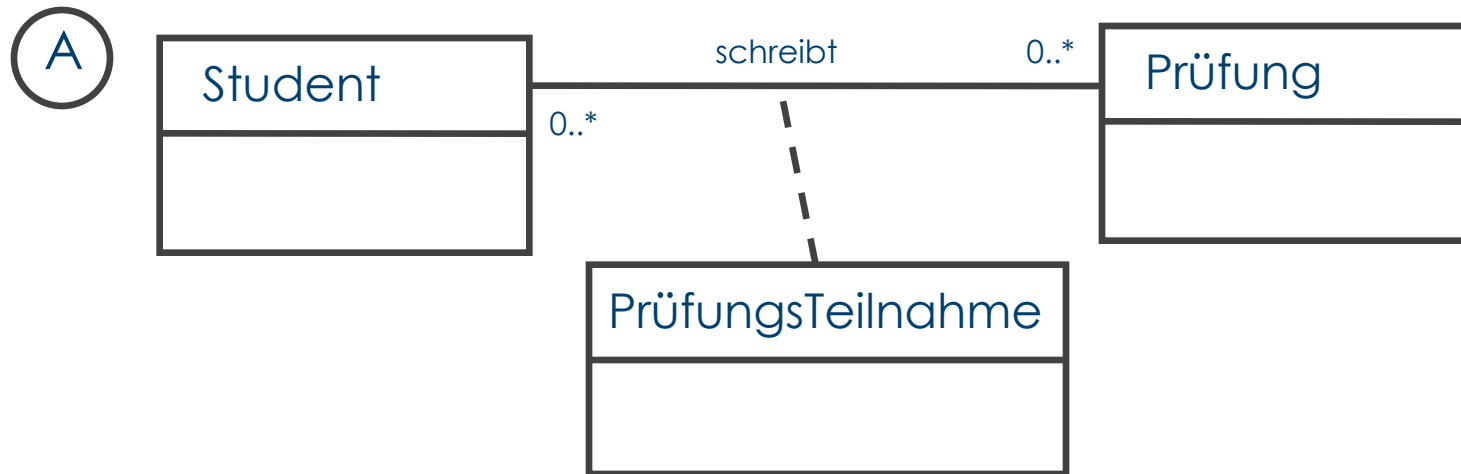 A
Student
schreibt
0..*
Prüfung
0..*
PrüfungsTeilnahme